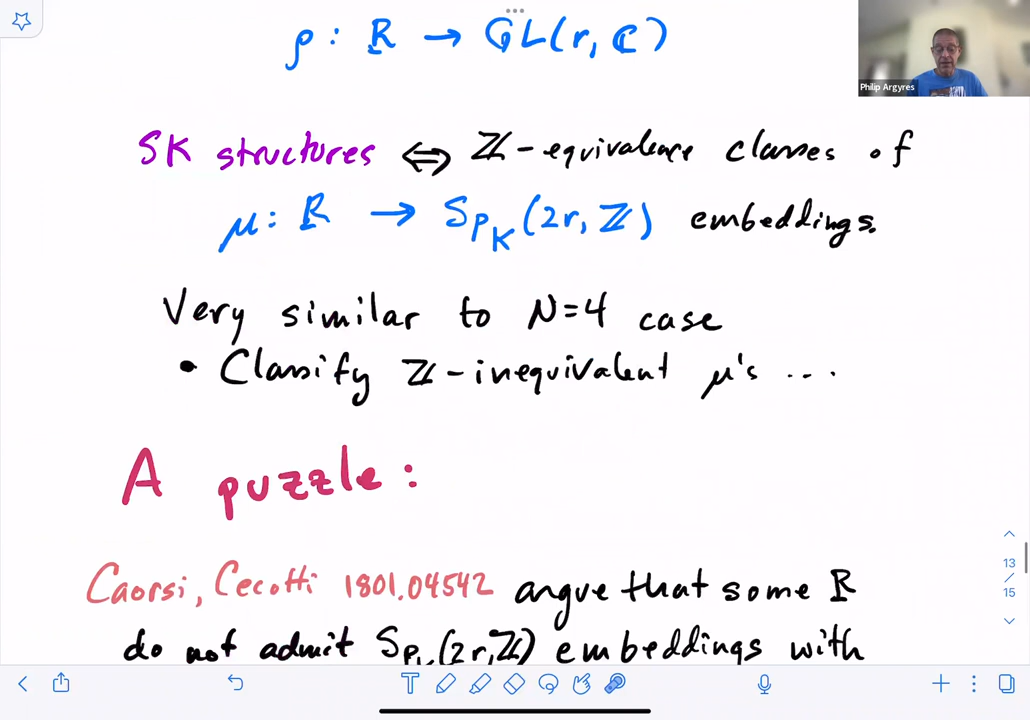 ρ : R → GL(r, ℂ)
Philip Argyres
SK structures ⟺ ℤ-equivalence classes of
μ : R → Sp_K(2r, ℤ) embeddings.
Very similar to N=4 case
• Classify ℤ-inequivalent μ's ...
A puzzle:
Caorsi, Cecotti 1801.04542 argue that some R
do not admit Sp_K(2r, ℤ) embeddings with
13
/
15
T